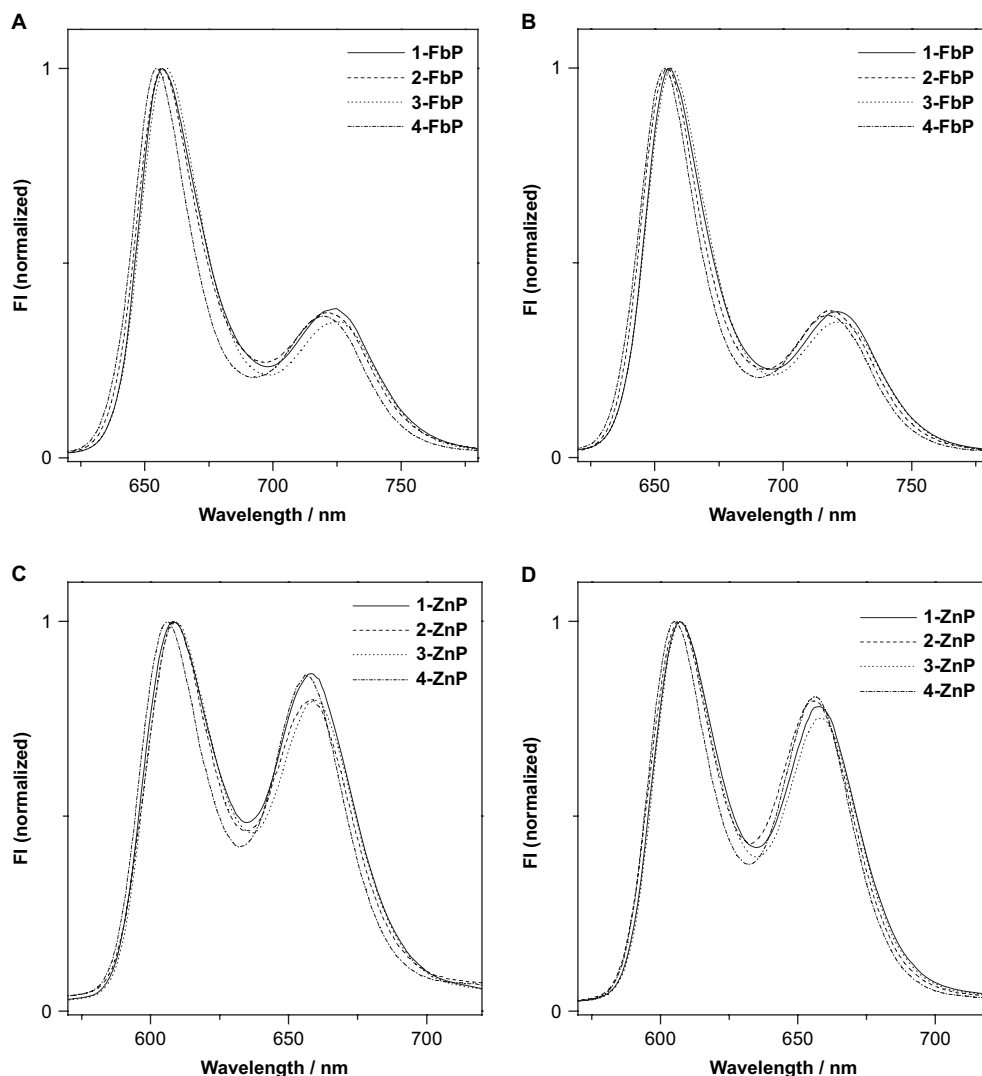 A
1-FbP
2-FbP
3-FbP
4-FbP
1
0
FI (normalized)
650
700
750
Wavelength / nm
B
1-FbP
2-FbP
3-FbP
4-FbP
1
0
FI (normalized)
650
700
750
Wavelength / nm
C
1-ZnP
2-ZnP
3-ZnP
4-ZnP
1
0
FI (normalized)
600
650
700
Wavelength / nm
D
1-ZnP
2-ZnP
3-ZnP
4-ZnP
1
0
FI (normalized)
600
650
700
Wavelength / nm